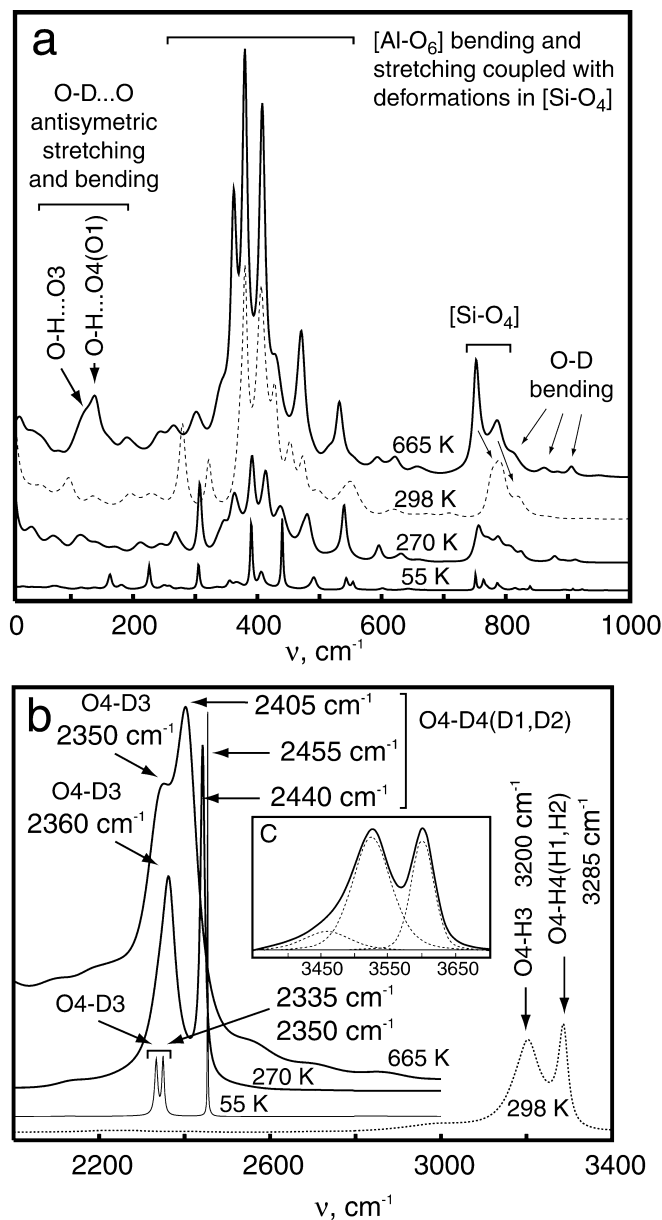 a
[Al-O6] bending and
stretching coupled with
deformations in [Si-O4]
O-D...O
antisymetric
stretching
and bending
O-H...O3
O-H...O4(O1)
[Si-O4]
O-D
bending
665 K
298 K
270 K
55 K
0 200 400 600 800 1000
ν, cm-1
b
O4-D3
2350 cm-1
2405 cm-1
2455 cm-1
2440 cm-1
O4-D4(D1,D2)
O4-D3
2360 cm-1
C
3450 3550 3650
O4-H3 3200 cm-1
O4-H4(H1,H2)
3285 cm-1
O4-D3
2335 cm-1
2350 cm-1
665 K
270 K
55 K
298 K
2200 2600 3000 3400
ν, cm-1